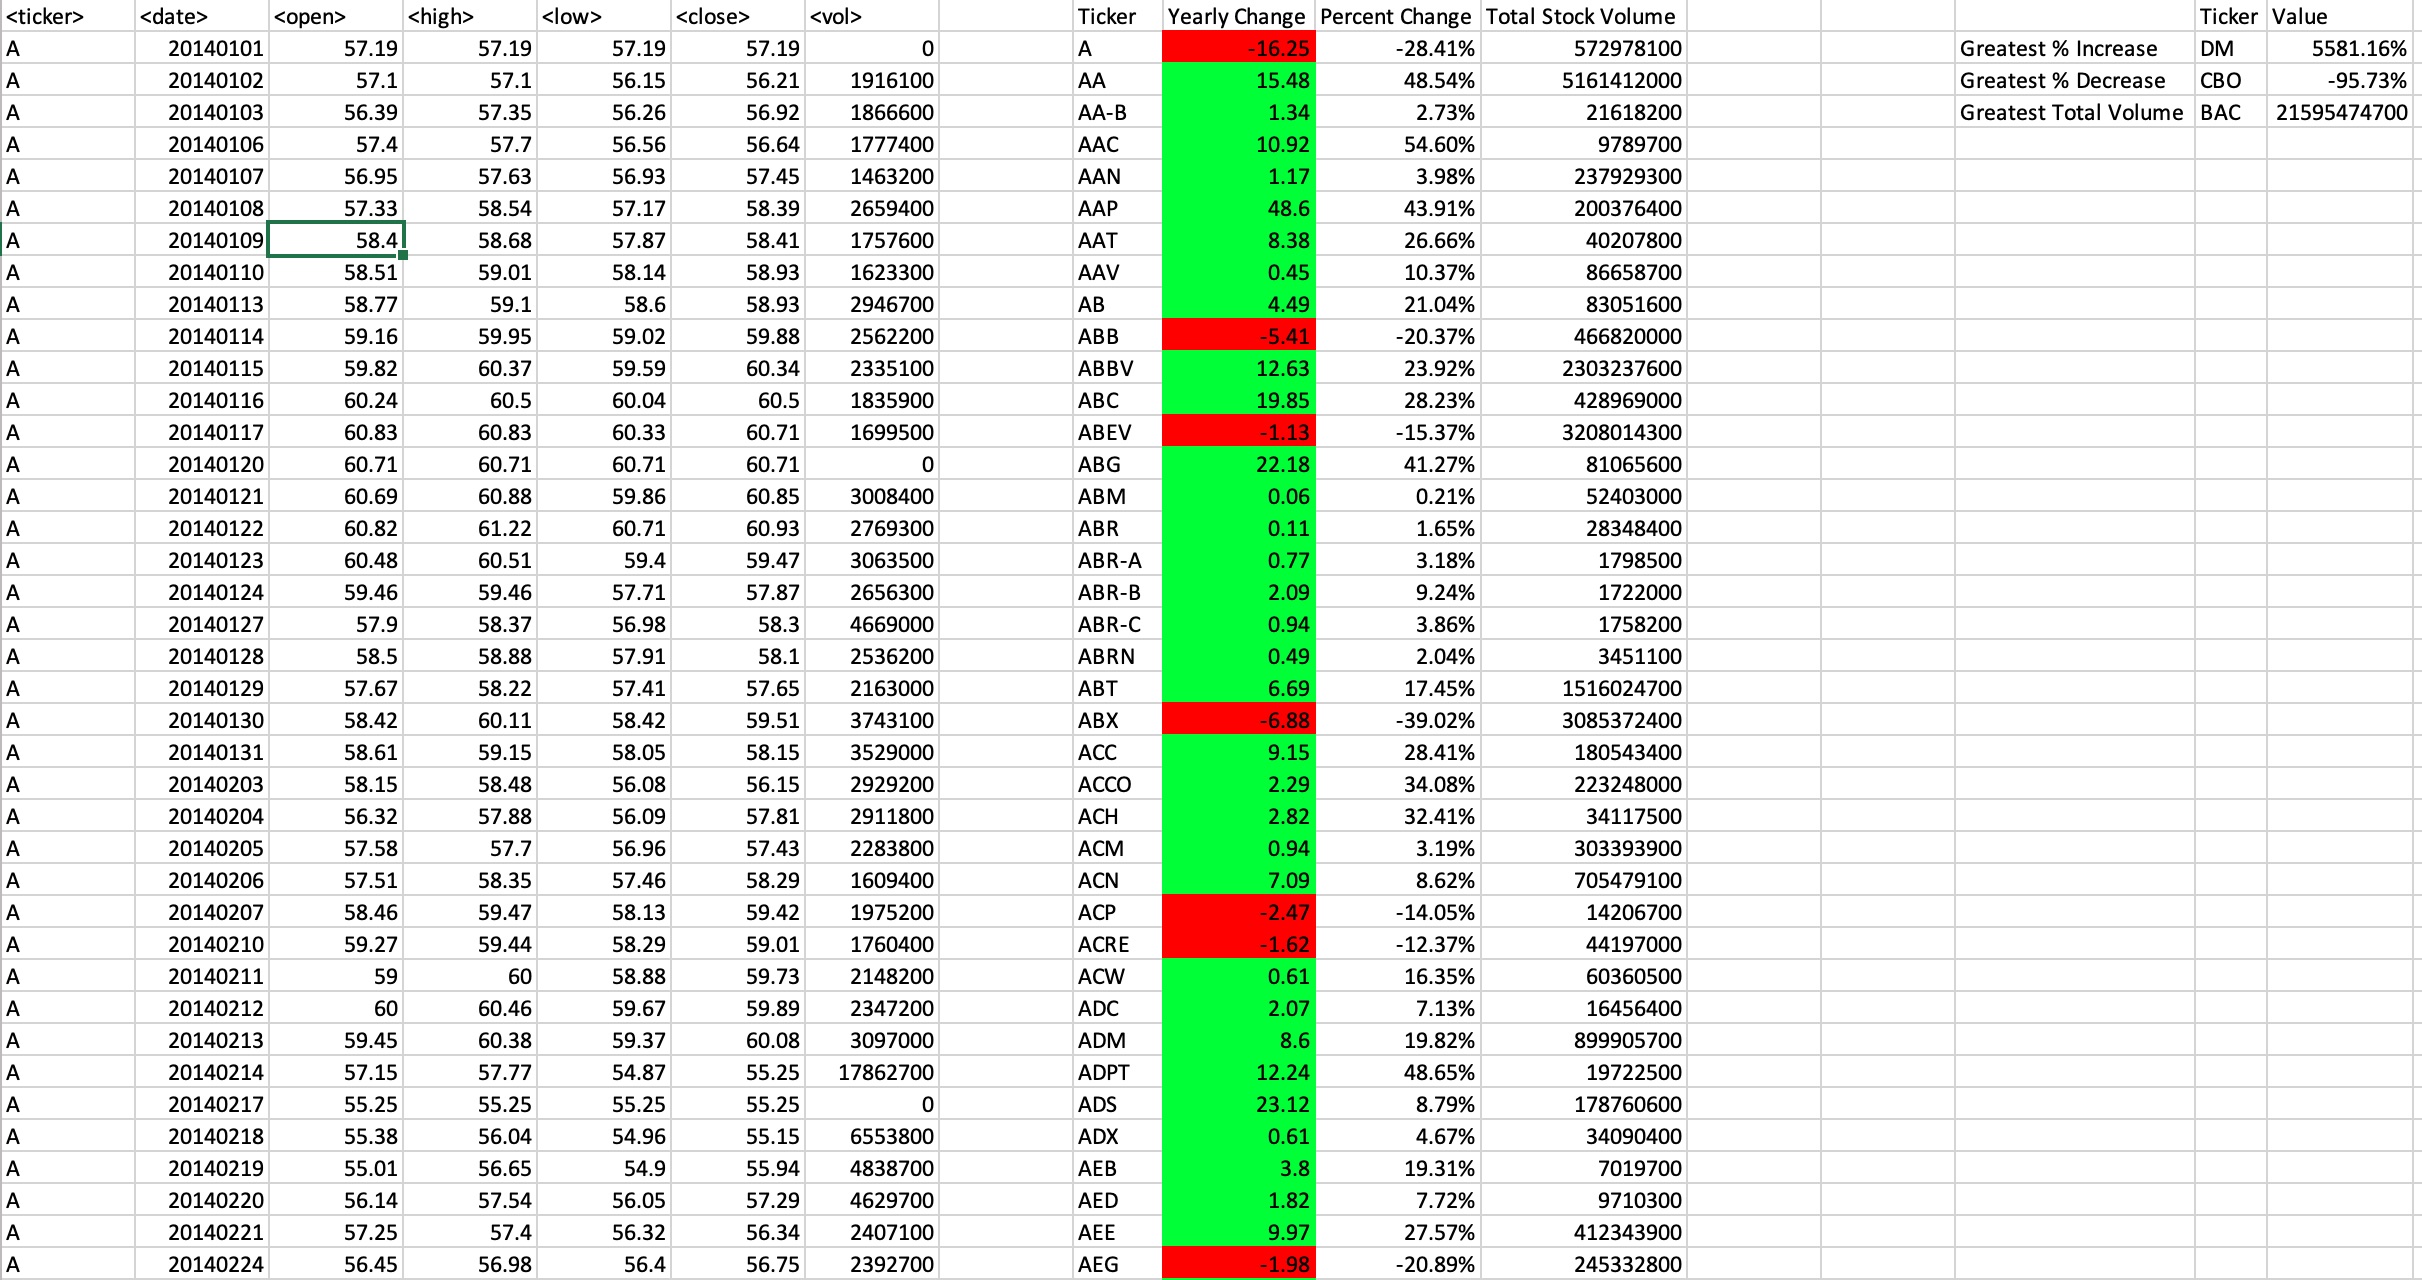 <ticker> <date> <open> <high> <low> <close> <vol> Ticker Yearly Change Percent Change Total Stock Volume Ticker Value
A 20140101 57.19 57.19 57.19 57.19 0 A -16.25 -28.41% 572978100 Greatest % Increase DM 5581.16%
A 20140102 57.1 57.1 56.15 56.21 1916100 AA 15.48 48.54% 5161412000 Greatest % Decrease CBO -95.73%
A 20140103 56.39 57.35 56.26 56.92 1866600 AA-B 1.34 2.73% 21618200 Greatest Total Volume BAC 21595474700
A 20140106 57.4 57.7 56.56 56.64 1777400 AAC 10.92 54.60% 9789700
A 20140107 56.95 57.63 56.93 57.45 1463200 AAN 1.17 3.98% 237929300
A 20140108 57.33 58.54 57.17 58.39 2659400 AAP 48.6 43.91% 200376400
A 20140109 58.4 58.68 57.87 58.41 1757600 AAT 8.38 26.66% 40207800
A 20140110 58.51 59.01 58.14 58.93 1623300 AAV 0.45 10.37% 86658700
A 20140113 58.77 59.1 58.6 58.93 2946700 AB 4.49 21.04% 83051600
A 20140114 59.16 59.95 59.02 59.88 2562200 ABB -5.41 -20.37% 466820000
A 20140115 59.82 60.37 59.59 60.34 2335100 ABBV 12.63 23.92% 2303237600
A 20140116 60.24 60.5 60.04 60.5 1835900 ABC 19.85 28.23% 428969000
A 20140117 60.83 60.83 60.33 60.71 1699500 ABEV -1.13 -15.37% 3208014300
A 20140120 60.71 60.71 60.71 60.71 0 ABG 22.18 41.27% 81065600
A 20140121 60.69 60.88 59.86 60.85 3008400 ABM 0.06 0.21% 52403000
A 20140122 60.82 61.22 60.71 60.93 2769300 ABR 0.11 1.65% 28348400
A 20140123 60.48 60.51 59.4 59.47 3063500 ABR-A 0.77 3.18% 1798500
A 20140124 59.46 59.46 57.71 57.87 2656300 ABR-B 2.09 9.24% 1722000
A 20140127 57.9 58.37 56.98 58.3 4669000 ABR-C 0.94 3.86% 1758200
A 20140128 58.5 58.88 57.91 58.1 2536200 ABRN 0.49 2.04% 3451100
A 20140129 57.67 58.22 57.41 57.65 2163000 ABT 6.69 17.45% 1516024700
A 20140130 58.42 60.11 58.42 59.51 3743100 ABX -6.88 -39.02% 3085372400
A 20140131 58.61 59.15 58.05 58.15 3529000 ACC 9.15 28.41% 180543400
A 20140203 58.15 58.48 56.08 56.15 2929200 ACCO 2.29 34.08% 223248000
A 20140204 56.32 57.88 56.09 57.81 2911800 ACH 2.82 32.41% 34117500
A 20140205 57.58 57.7 56.96 57.43 2283800 ACM 0.94 3.19% 303393900
A 20140206 57.51 58.35 57.46 58.29 1609400 ACN 7.09 8.62% 705479100
A 20140207 58.46 59.47 58.13 59.42 1975200 ACP -2.47 -14.05% 14206700
A 20140210 59.27 59.44 58.29 59.01 1760400 ACRE -1.62 -12.37% 44197000
A 20140211 59 60 58.88 59.73 2148200 ACW 0.61 16.35% 60360500
A 20140212 60 60.46 59.67 59.89 2347200 ADC 2.07 7.13% 16456400
A 20140213 59.45 60.38 59.37 60.08 3097000 ADM 8.6 19.82% 899905700
A 20140214 57.15 57.77 54.87 55.25 17862700 ADPT 12.24 48.65% 19722500
A 20140217 55.25 55.25 55.25 55.25 0 ADS 23.12 8.79% 178760600
A 20140218 55.38 56.04 54.96 55.15 6553800 ADX 0.61 4.67% 34090400
A 20140219 55.01 56.65 54.9 55.94 4838700 AEB 3.8 19.31% 7019700
A 20140220 56.14 57.54 56.05 57.29 4629700 AED 1.82 7.72% 9710300
A 20140221 57.25 57.4 56.32 56.34 2407100 AEE 9.97 27.57% 412343900
A 20140224 56.45 56.98 56.4 56.75 2392700 AEG -1.98 -20.89% 245332800